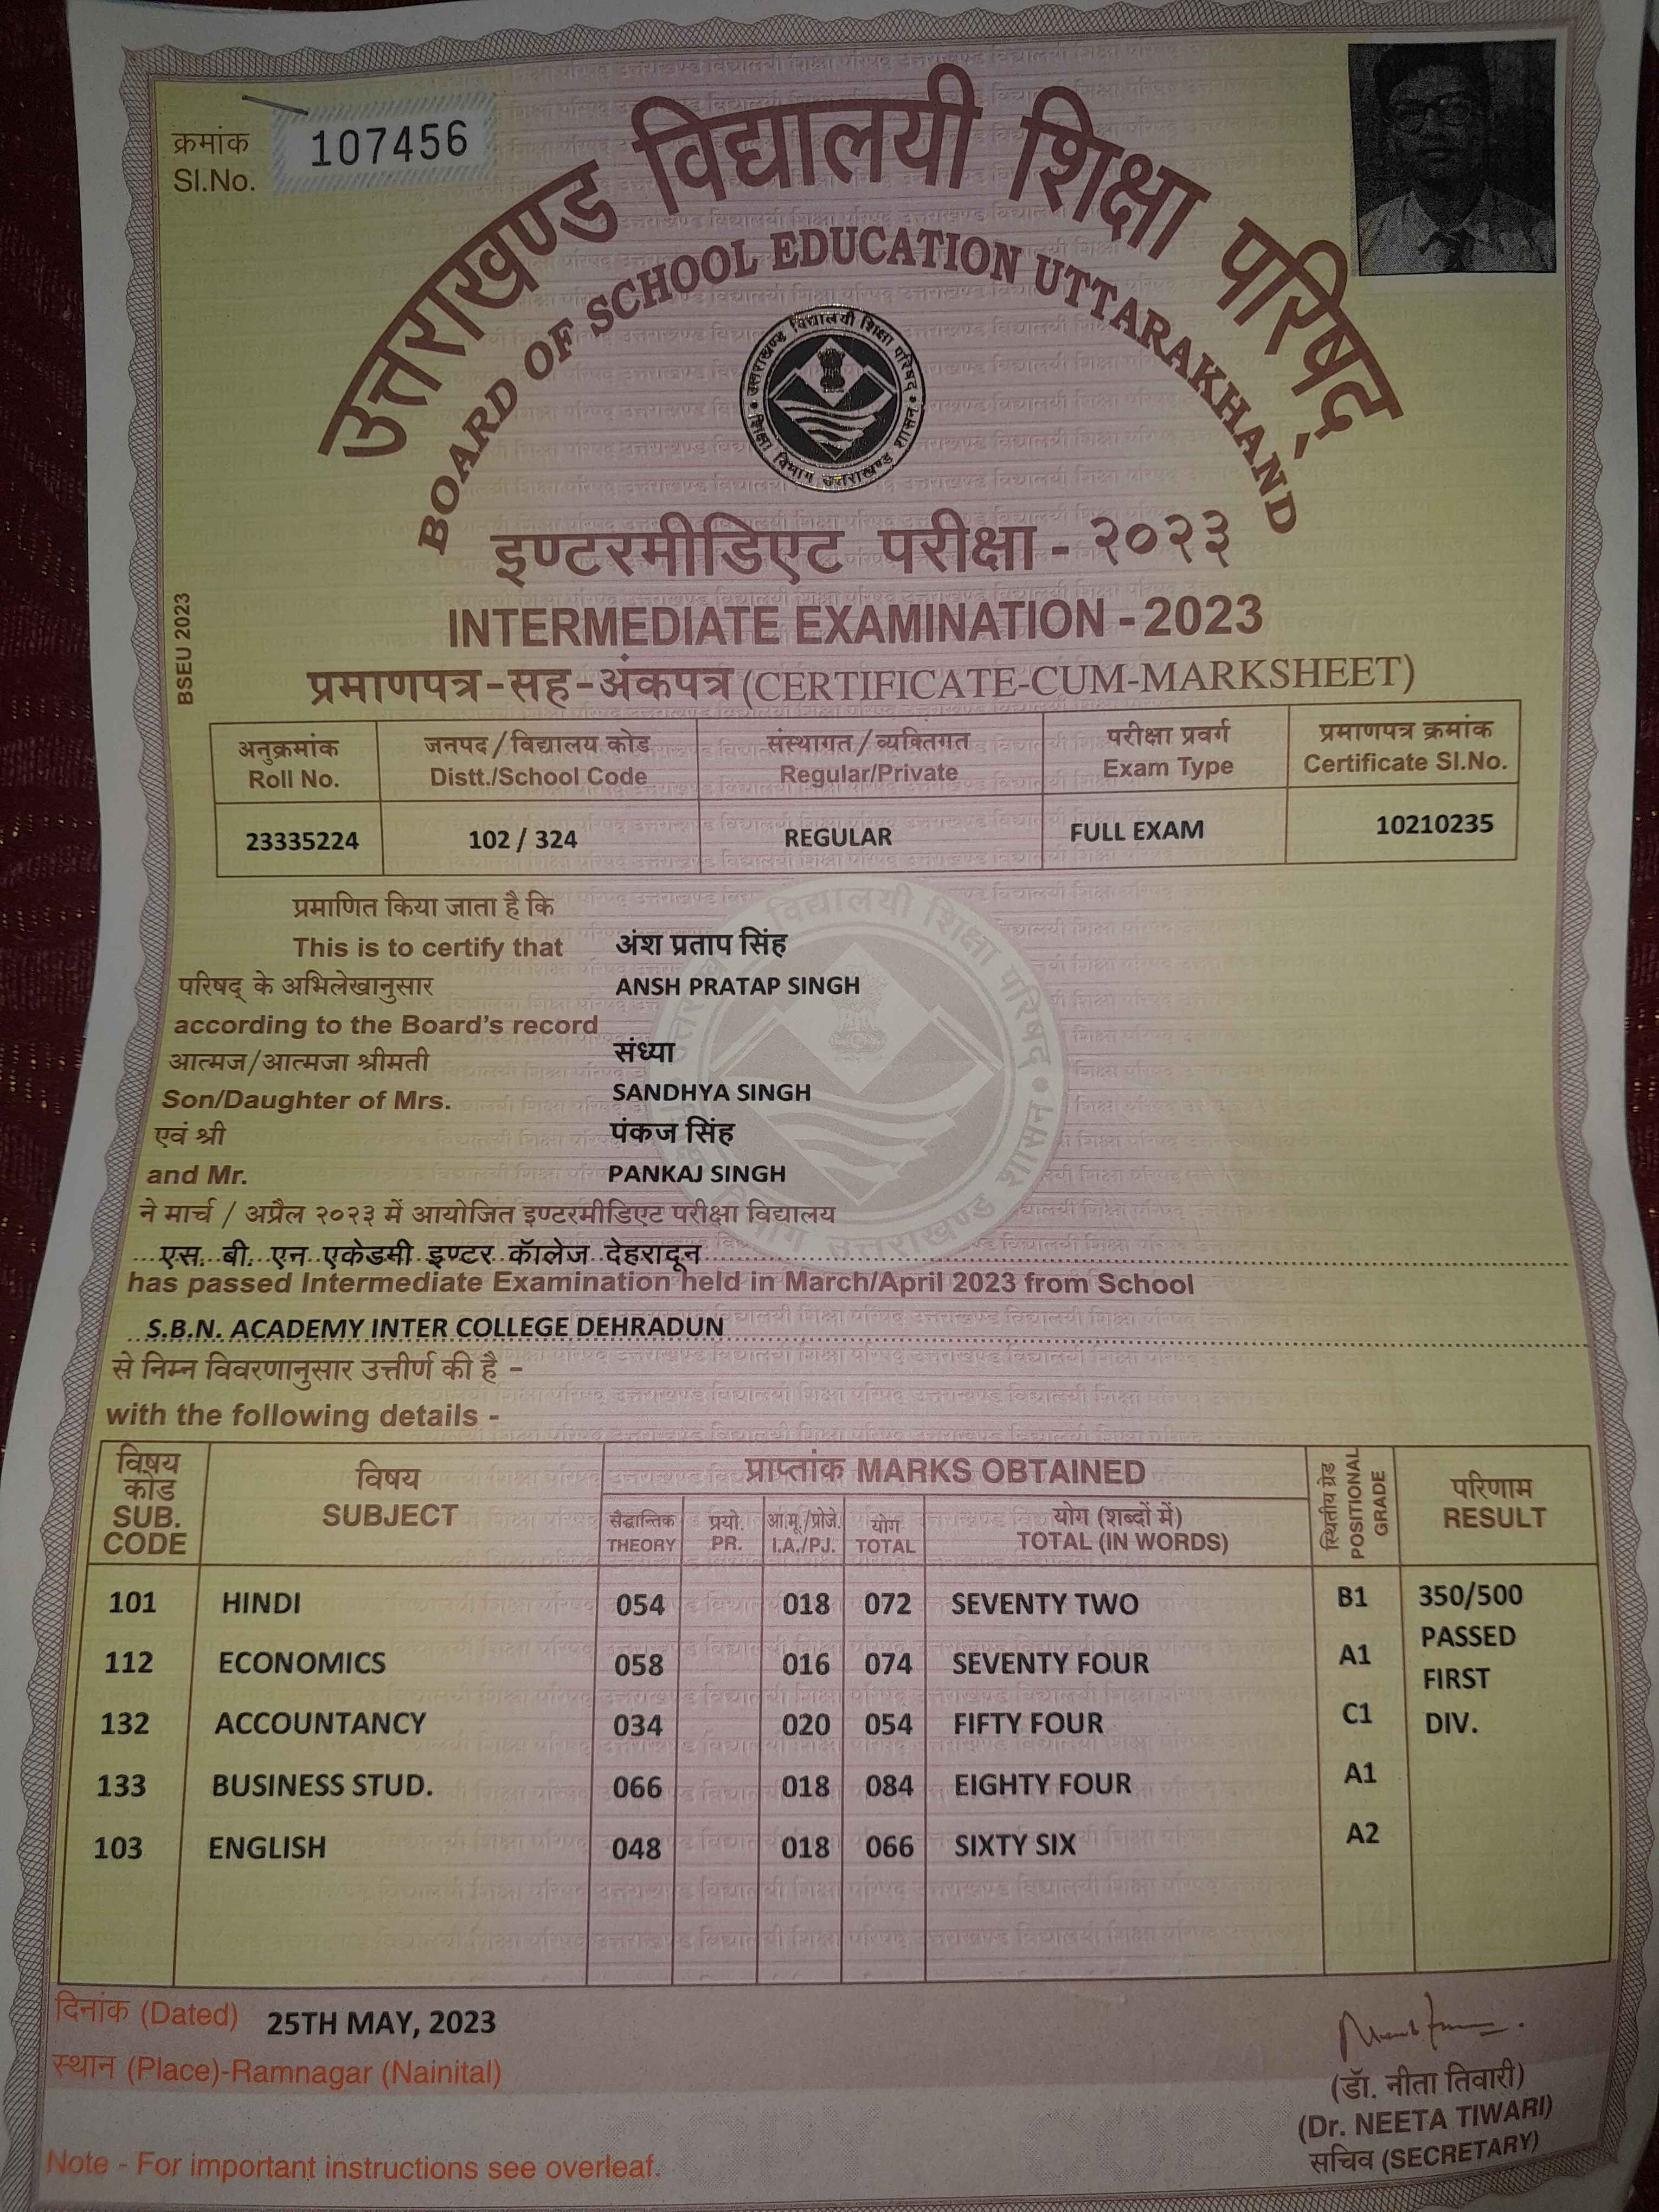 क्रमांक
Sl.No.
107456
उत्तराखण्ड विद्यालयी शिक्षा परिषद्
BOARD OF SCHOOL EDUCATION UTTARAKHAND
उत्तराखण्ड विद्यालयी शिक्षा परिषद
शिक्षा विभाग उत्तराखण्ड शासन
इण्टरमीडिएट परीक्षा - २०२३
INTERMEDIATE EXAMINATION - 2023
BSEU 2023
प्रमाणपत्र-सह-अंकपत्र (CERTIFICATE-CUM-MARKSHEET)
अनुक्रमांक जनपद / विद्यालय कोड संस्थागत / व्यक्तिगत परीक्षा प्रवर्ग प्रमाणपत्र क्रमांक
Roll No. Distt./School Code Regular/Private Exam Type Certificate Sl.No.
23335224 102 / 324 REGULAR FULL EXAM 10210235
प्रमाणित किया जाता है कि
This is to certify that अंश प्रताप सिंह
परिषद् के अभिलेखानुसार ANSH PRATAP SINGH
according to the Board's record
आत्मज/आत्मजा श्रीमती संध्या
Son/Daughter of Mrs. SANDHYA SINGH
एवं श्री पंकज सिंह
and Mr. PANKAJ SINGH
ने मार्च / अप्रैल २०२३ में आयोजित इण्टरमीडिएट परीक्षा विद्यालय
एस. बी. एन एकेडमी इण्टर कॅालेज देहरादून
has passed Intermediate Examination held in March/April 2023 from School
S.B.N. ACADEMY INTER COLLEGE DEHRADUN
से निम्न विवरणानुसार उत्तीर्ण की है -
with the following details -
विषय कोड विषय प्राप्तांक MARKS OBTAINED स्थितीय ग्रेड परिणाम
SUB. CODE SUBJECT सैद्धान्तिक प्रयो. आ.मू./प्रोजे. योग योग (शब्दों में) POSITIONAL GRADE RESULT
THEORY PR. I.A./PJ. TOTAL TOTAL (IN WORDS)
101 HINDI 054 018 072 SEVENTY TWO B1 350/500
PASSED
112 ECONOMICS 058 016 074 SEVENTY FOUR A1
FIRST
132 ACCOUNTANCY 034 020 054 FIFTY FOUR C1 DIV.
133 BUSINESS STUD. 066 018 084 EIGHTY FOUR A1
103 ENGLISH 048 018 066 SIXTY SIX A2
दिनांक (Dated) 25TH MAY, 2023
स्थान (Place)-Ramnagar (Nainital)
(डॅा. नीता तिवारी)
(Dr. NEETA TIWARI)
सचिव (SECRETARY)
Note - For important instructions see overleaf.